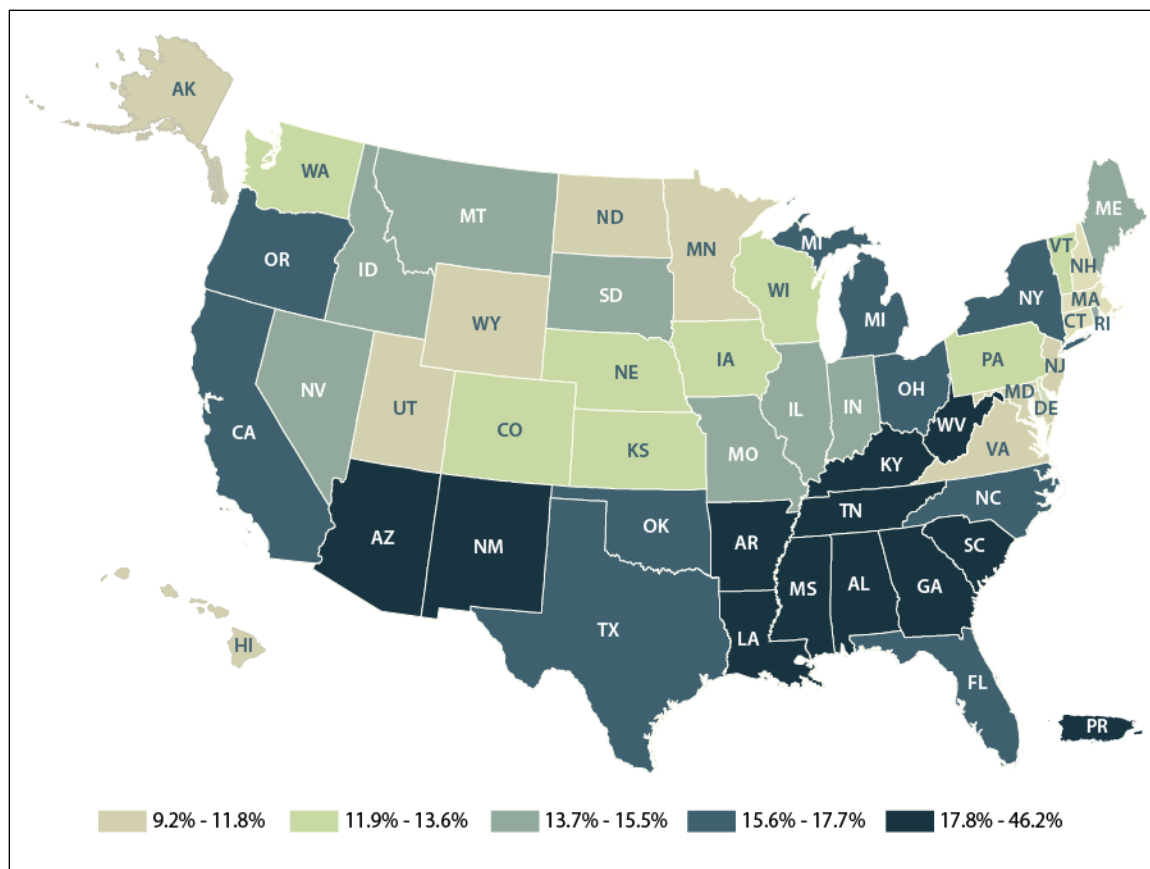 AK
WA
MT
ND
MN
ME
OR
ID
SD
WI
MI
MI
VT
NH
NY
MA
CT
RI
WY
NE
IA
PA
NJ
NV
UT
CO
IL
IN
OH
MD
DE
CA
KS
MO
WV
VA
KY
AZ
NM
OK
AR
TN
NC
SC
MS
AL
GA
TX
LA
HI
FL
PR
9.2% - 11.8% 11.9% - 13.6% 13.7% - 15.5% 15.6% - 17.7% 17.8% - 46.2%